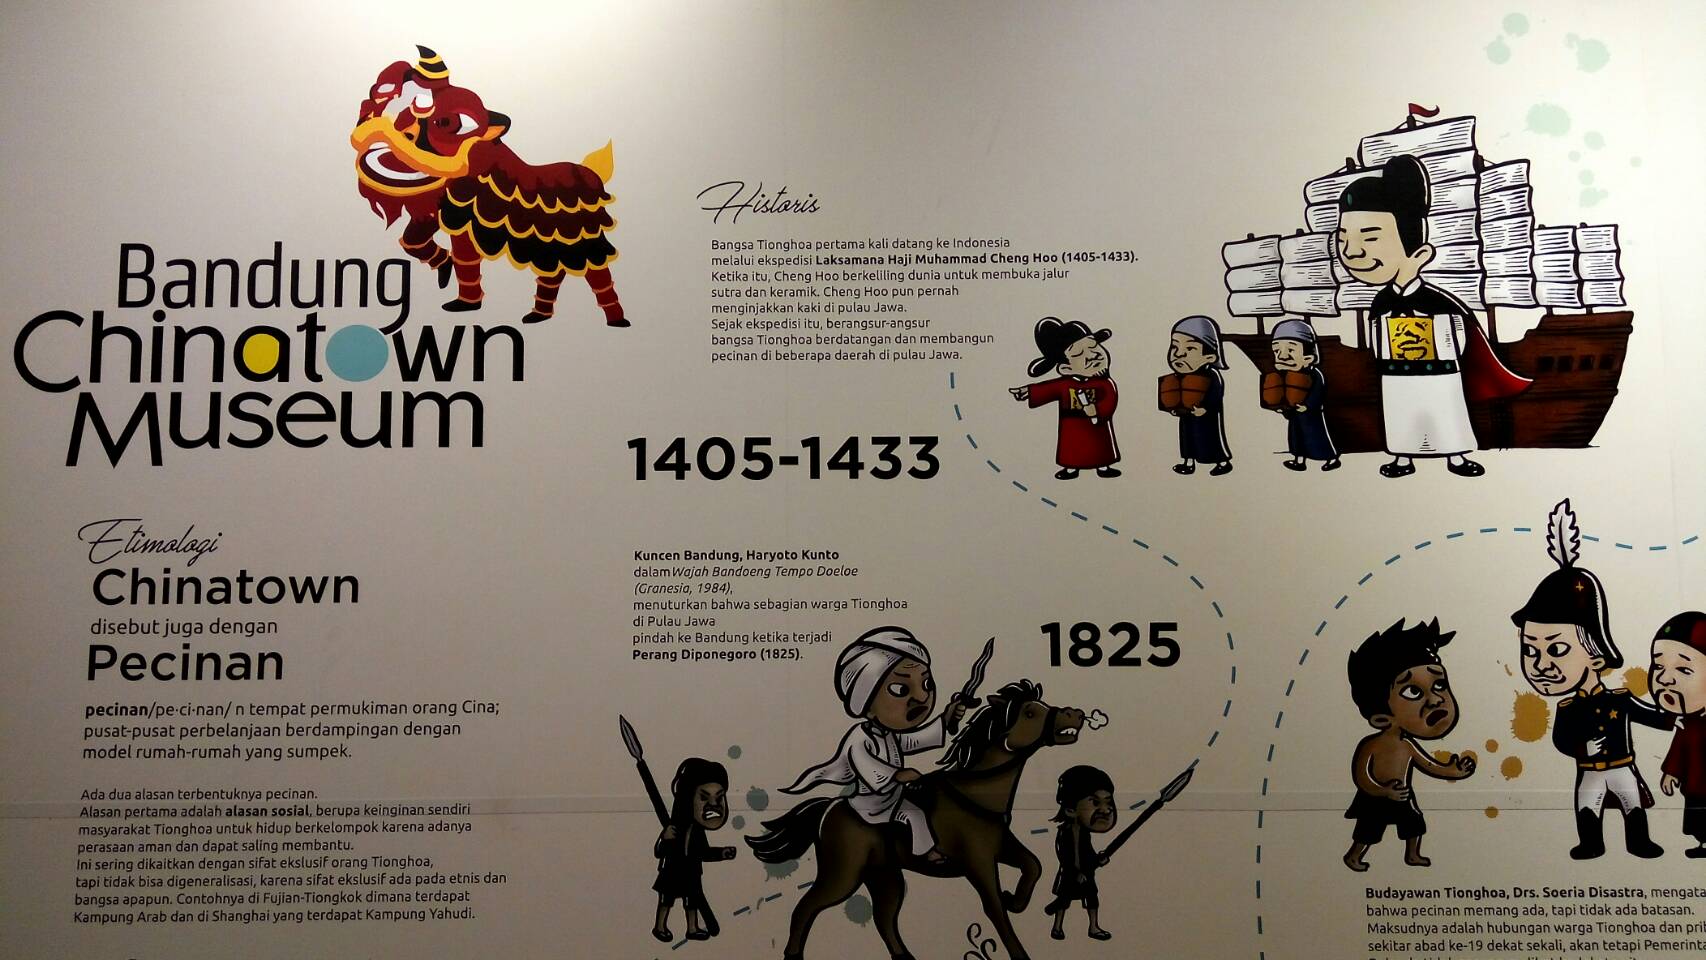 Bandung
Chinatown
Museum
Etimologi
Chinatown
disebut juga dengan
Pecinan
pecinan/pe·ci·nan/ n tempat permukiman orang Cina;
pusat-pusat perbelanjaan berdampingan dengan
model rumah-rumah yang sumpek.
Ada dua alasan terbentuknya pecinan.
Alasan pertama adalah alasan sosial, berupa keinginan sendiri
masyarakat Tionghoa untuk hidup berkelompok karena adanya
perasaan aman dan dapat saling membantu.
Ini sering dikaitkan dengan sifat ekslusif orang Tionghoa,
tapi tidak bisa digeneralisasi, karena sifat ekslusif ada pada etnis dan
bangsa apapun. Contohnya di Fujian-Tiongkok dimana terdapat
Kampung Arab dan di Shanghai yang terdapat Kampung Yahudi.
Historis
Bangsa Tionghoa pertama kali datang ke Indonesia
melalui ekspedisi Laksamana Haji Muhammad Cheng Hoo (1405-1433).
Ketika itu, Cheng Hoo berkeliling dunia untuk membuka jalur
sutra dan keramik. Cheng Hoo pun pernah
menginjakkan kaki di pulau Jawa.
Sejak ekspedisi itu, berangsur-angsur
bangsa Tionghoa berdatangan dan membangun
pecinan di beberapa daerah di pulau Jawa.
1405-1433
Kuncen Bandung, Haryoto Kunto
dalam Wajah Bandoeng Tempo Doeloe
(Granesia, 1984),
menuturkan bahwa sebagian warga Tionghoa
di Pulau Jawa
pindah ke Bandung ketika terjadi
Perang Diponegoro (1825).
1825
Budayawan Tionghoa, Drs. Soeria Disastra, mengata
bahwa pecinan memang ada, tapi tidak ada batasan.
Maksudnya adalah hubungan warga Tionghoa dan prib
sekitar abad ke-19 dekat sekali, akan tetapi Pemerinta